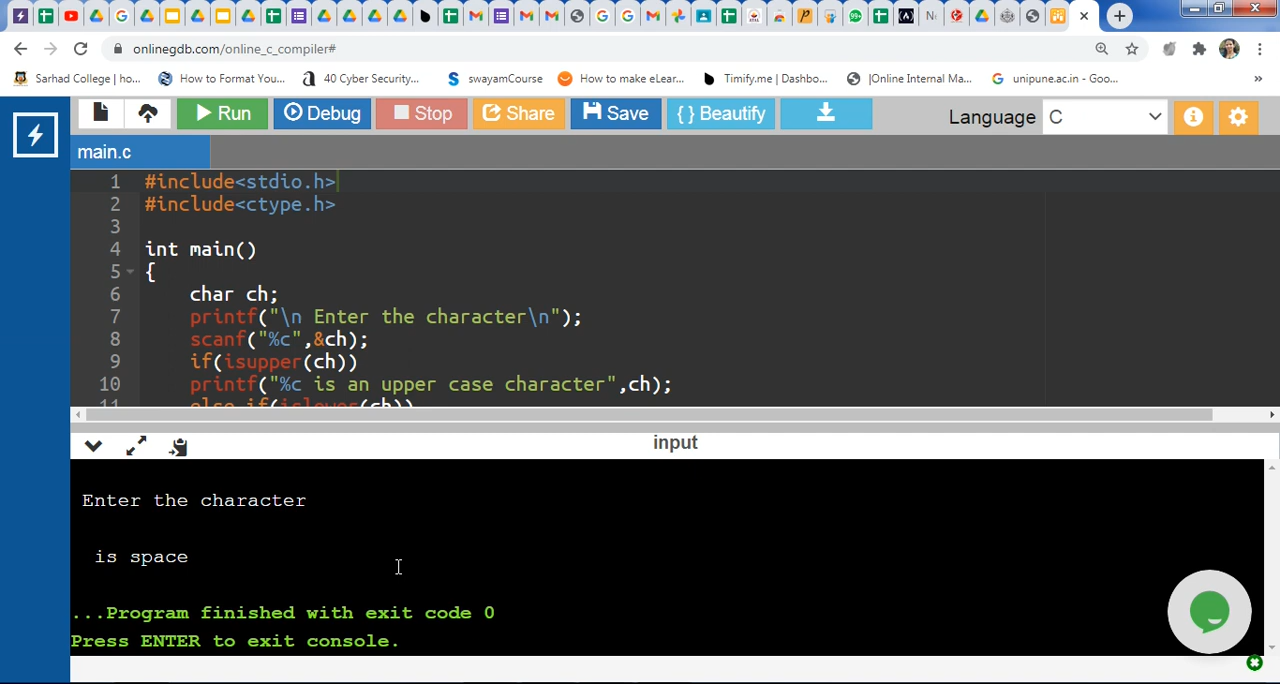 onlinegdb.com/online_c_compiler#
Sarhad College | ho... How to Format You... 40 Cyber Security... swayamCourse How to make eLear... Timify.me | Dashbo... |Online Internal Ma... unipune.ac.in - Goo... »
Run Debug Stop Share Save { } Beautify Language C
main.c
1 #include<stdio.h>
2 #include<ctype.h>
3
4 int main()
5 {
6 char ch;
7 printf("\n Enter the character\n");
8 scanf("%c",&ch);
9 if(isupper(ch))
10 printf("%c is an upper case character",ch);
11 else if(islower(ch))
input
Enter the character
is space
...Program finished with exit code 0
Press ENTER to exit console.